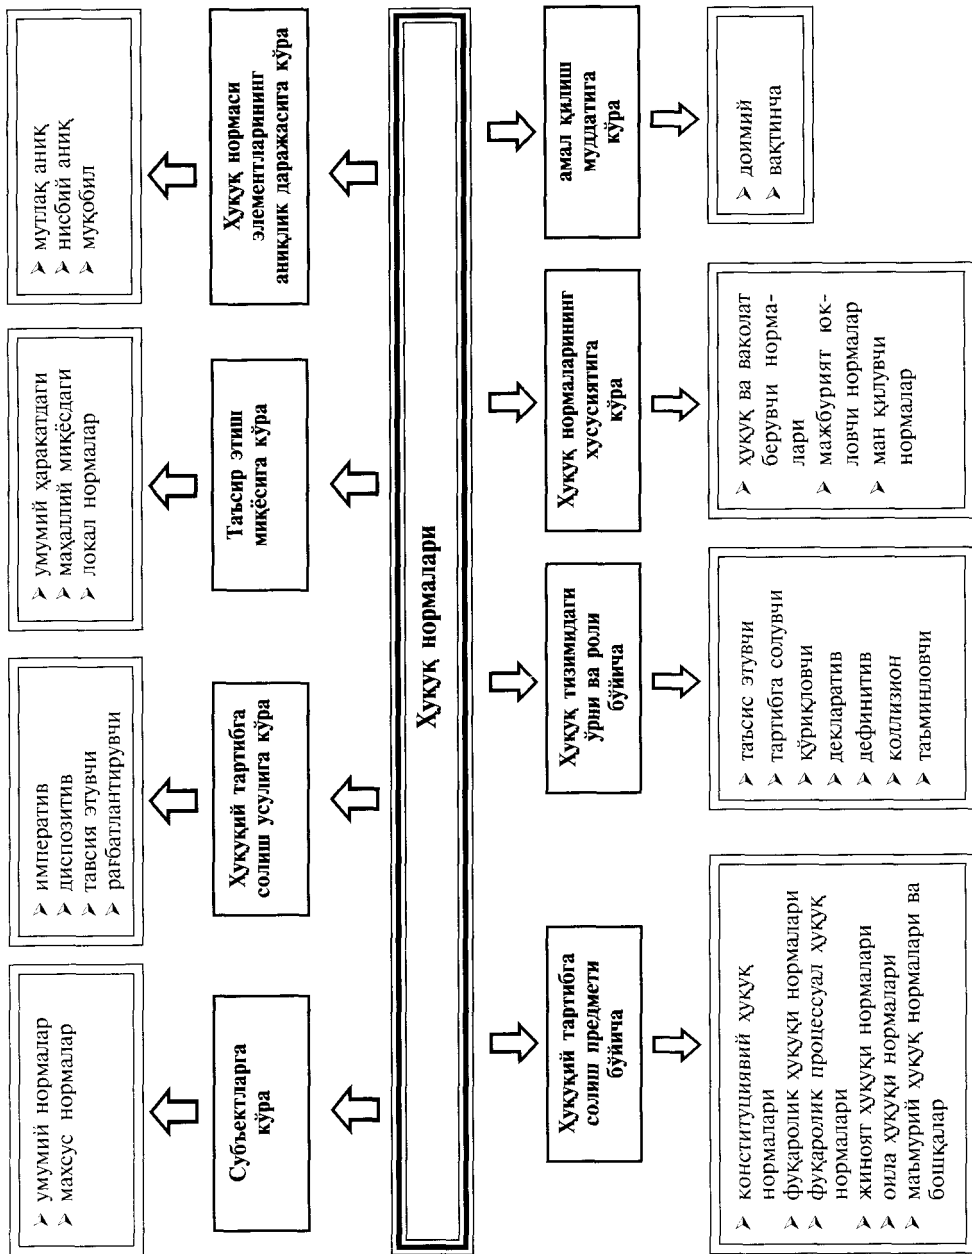 умумий нормалар
махсус нормалар
император
диспозитив
тавсия этувчи
рағбатлантирувчи
умумий ҳаракатдаги
маҳаллий миқёсдаги
локал нормалар
мутлақ аниқ
нисбий аниқ
муқобил
Субъектларга
кўра
Ҳуқуқий тартибга
солиш усулига кўра
Таъсир этиш
миқёсига кўра
Ҳуқуқ нормаси
элементларининг
аниқлик даражасига кўра
Ҳуқуқ нормалари
Ҳуқуқий тартибга
солиш предмети
бўйича
Ҳуқуқ тизимидаги
ўрни ва роли
бўйича
Ҳуқуқ нормаларининг
хусусиятига
кўра
амал қилиш
муддатига
кўра
конституциявий ҳуқуқ
нормалари
фуқаролик ҳуқуқи нормалари
фуқаролик процессуал ҳуқуқ
нормалари
жиноят ҳуқуқи нормалари
оила ҳуқуқи нормалари
маъмурий ҳуқуқ нормалари ва
бошқалар
таъсис этувчи
тартибга солувчи
қўриқловчи
декларатив
дефинитив
коллизион
таъминловчи
ҳуқуқ ва ваколат
берувчи норма-
лари
мажбурият юк-
ловчи нормалар
ман қилувчи
нормалар
доимий
вақтинча